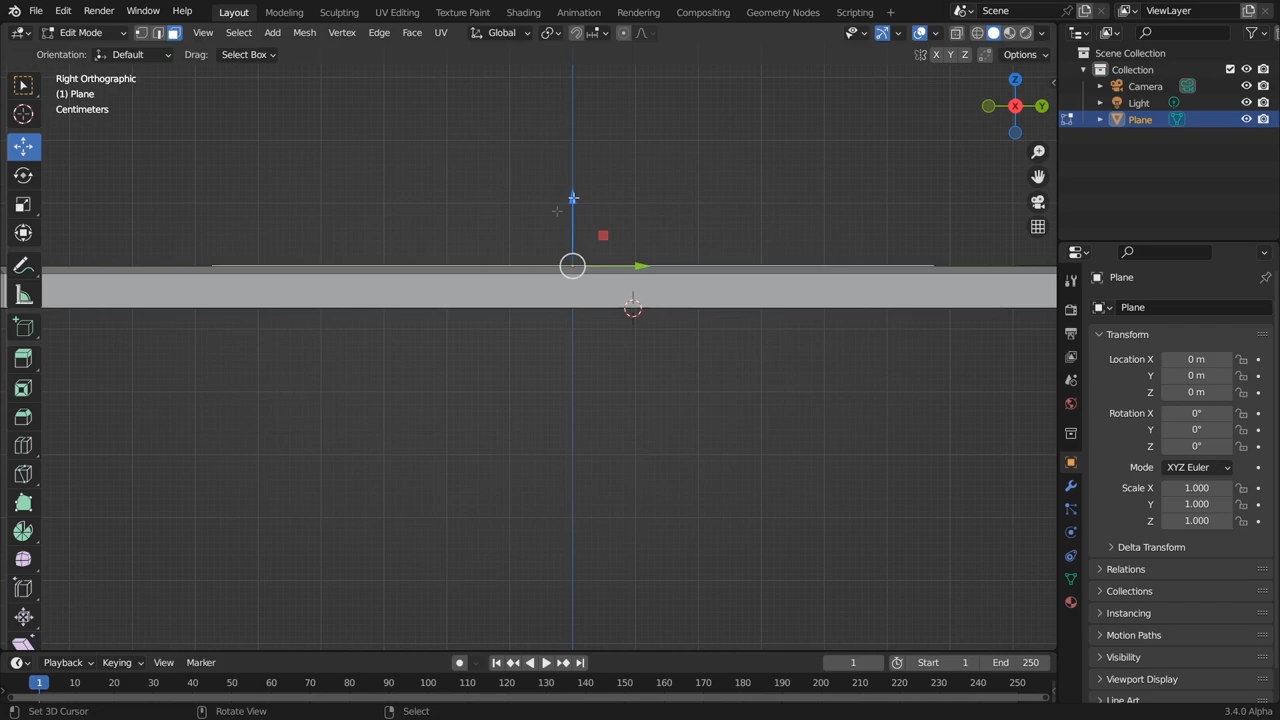 File Edit Render Window Help Layout Modeling Sculpting UV Editing Texture Paint Shading Animation Rendering Compositing Geometry Nodes Scripting Scene ViewLayer
Edit Mode View Select Add Mesh Vertex Edge Face UV Global
Orientation: Default Drag: Select Box X Y Z Options
Right Orthographic
(1) Plane
Centimeters
Z
X
Y
Scene Collection
Collection
Camera
Light
Plane
Plane
Plane
Transform
Location X 0 m
Y 0 m
Z 0 m
Rotation X 0°
Y 0°
Z 0°
Mode XYZ Euler
Scale X 1.000
Y 1.000
Z 1.000
Delta Transform
Relations
Collections
Instancing
Motion Paths
Visibility
Viewport Display
Line Art
Playback Keying View Marker 1 Start 1 End 250
1 10 20 30 40 50 60 70 80 90 100 110 120 130 140 150 160 170 180 190 200 210 220 230 240 250
Set 3D Cursor Rotate View Select 3.4.0 Alpha